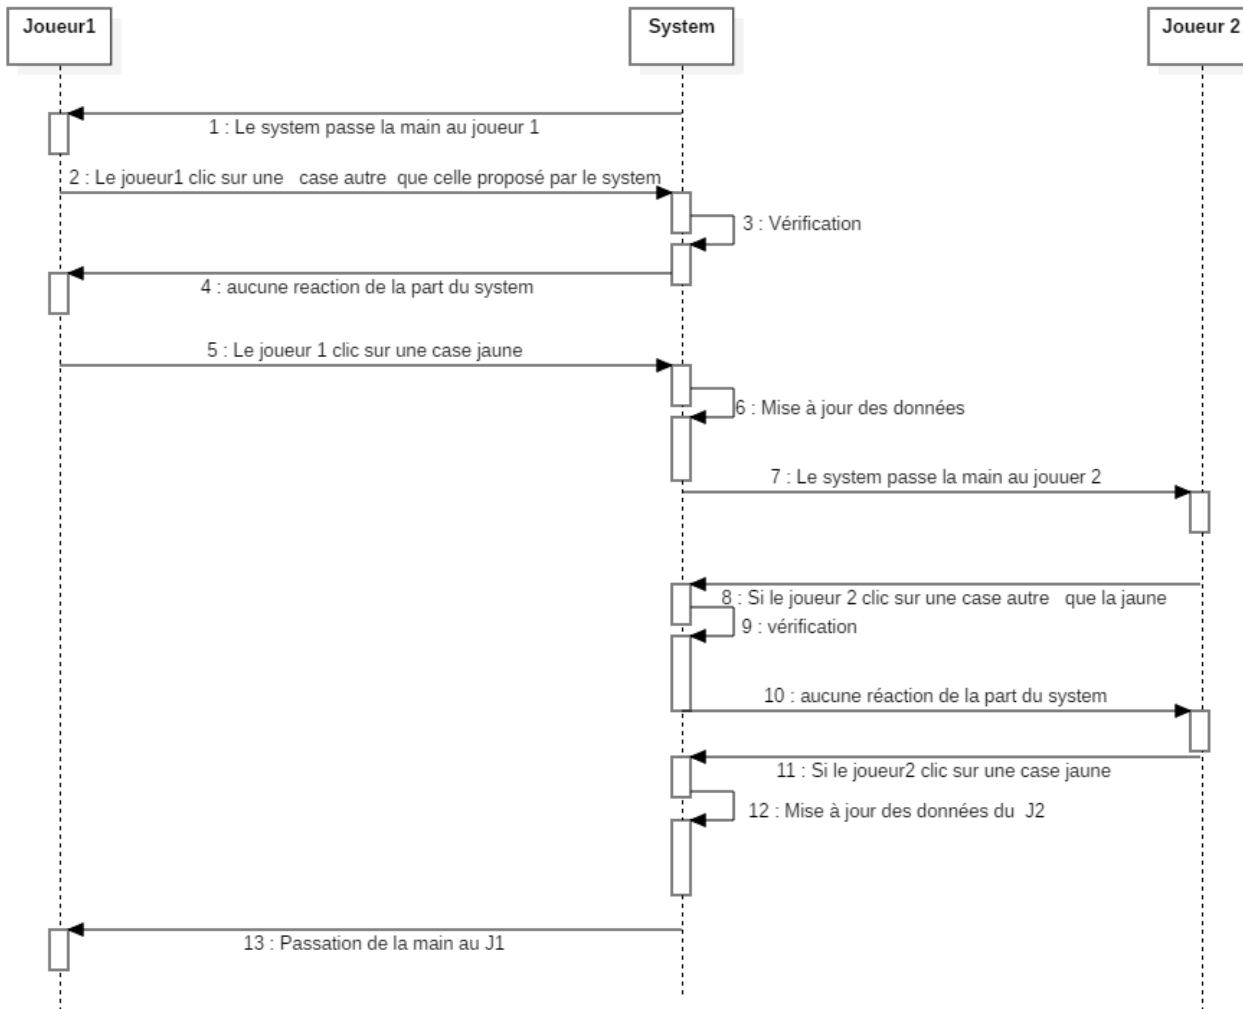 Joueur1
System
Joueur 2
1 : Le system passe la main au joueur 1
2 : Le joueur1 clic sur une case autre que celle proposé par le system
3 : Vérification
4 : aucune reaction de la part du system
5 : Le joueur 1 clic sur une case jaune
6 : Mise à jour des données
7 : Le system passe la main au jouuer 2
8 : Si le joueur 2 clic sur une case autre que la jaune
9 : vérification
10 : aucune réaction de la part du system
11 : Si le joueur2 clic sur une case jaune
12 : Mise à jour des données du J2
13 : Passation de la main au J1